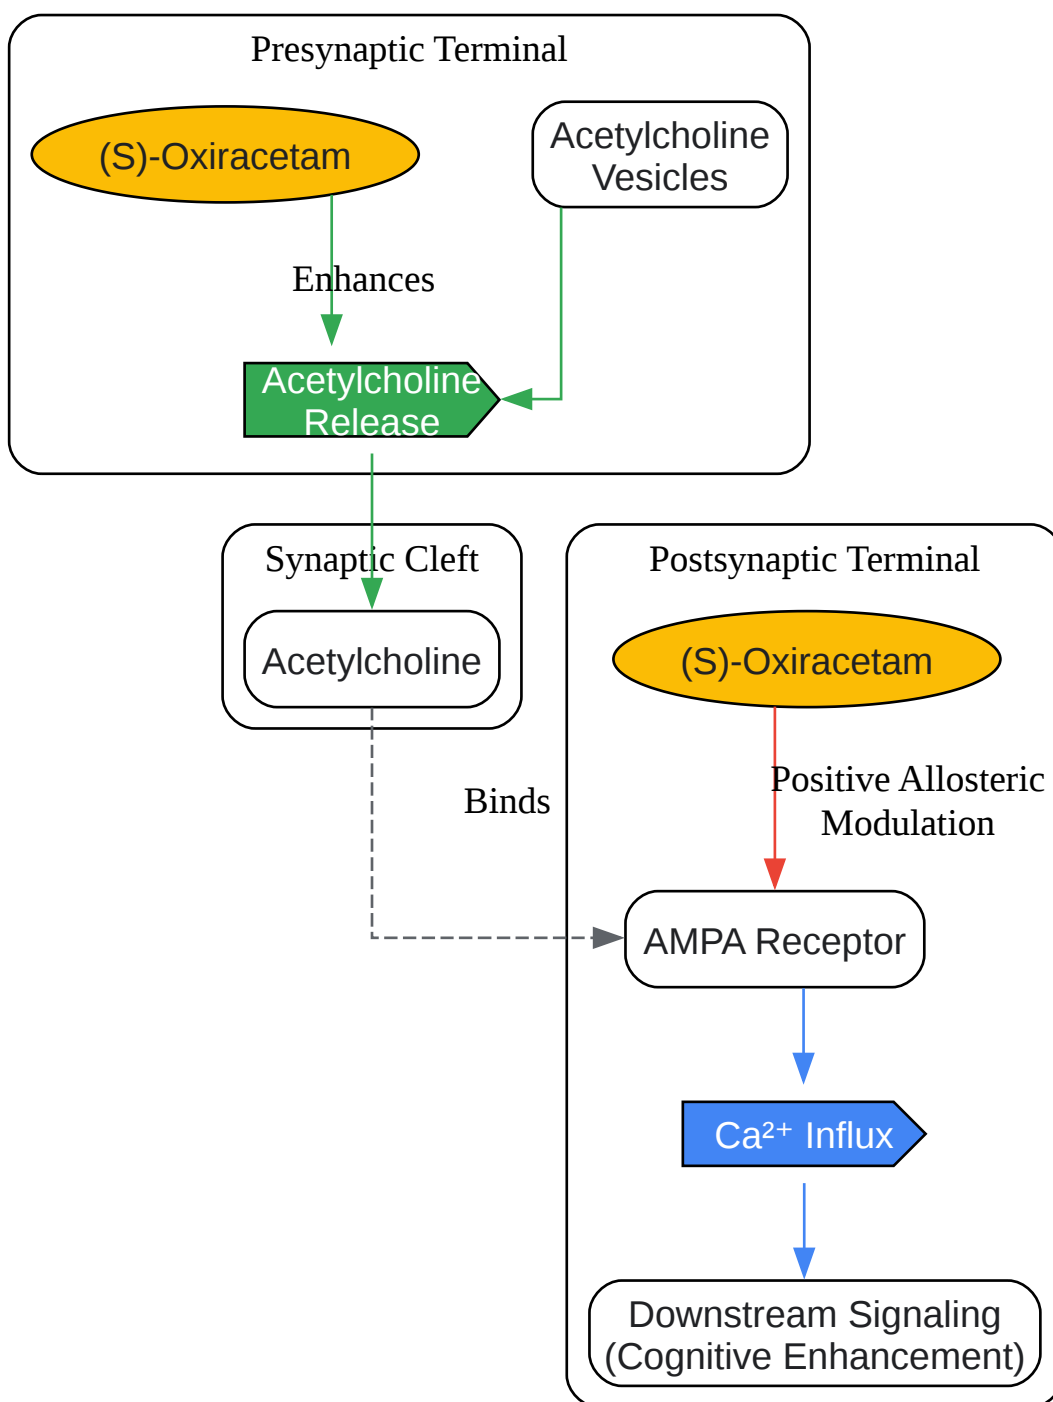 Presynaptic Terminal
(S)-Oxiracetam
Acetylcholine
Vesicles
Enhances
Acetylcholine
Release
Synaptic Cleft
Acetylcholine
Binds
Postsynaptic Terminal
(S)-Oxiracetam
Positive Allosteric
Modulation
AMPA Receptor
Ca²⁺ Influx
Downstream Signaling
(Cognitive Enhancement)